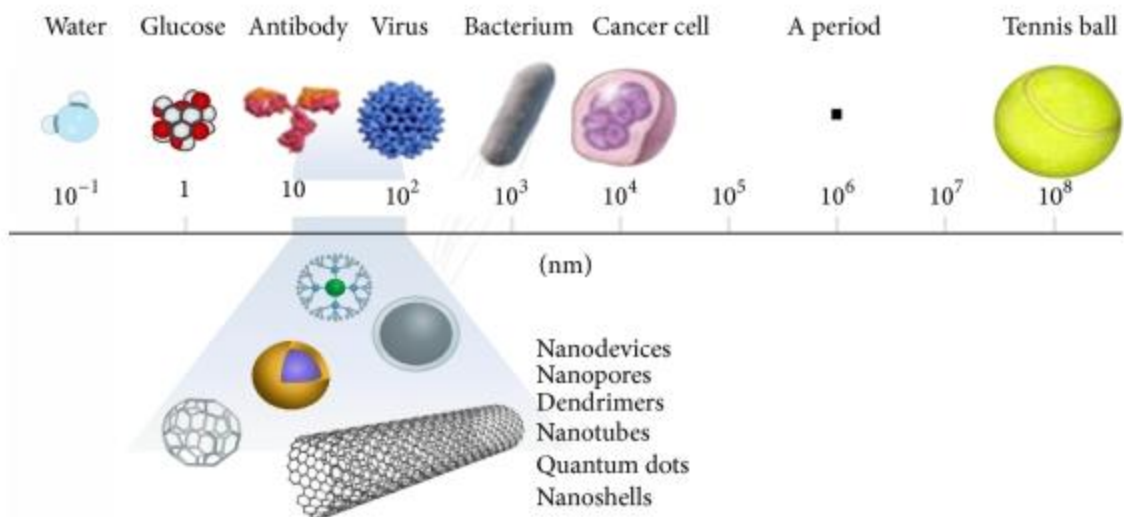 Water Glucose Antibody Virus Bacterium Cancer cell A period Tennis ball
10⁻¹ 1 10 10² 10³ 10⁴ 10⁵ 10⁶ 10⁷ 10⁸
(nm)
Nanodevices
Nanopores
Dendrimers
Nanotubes
Quantum dots
Nanoshells